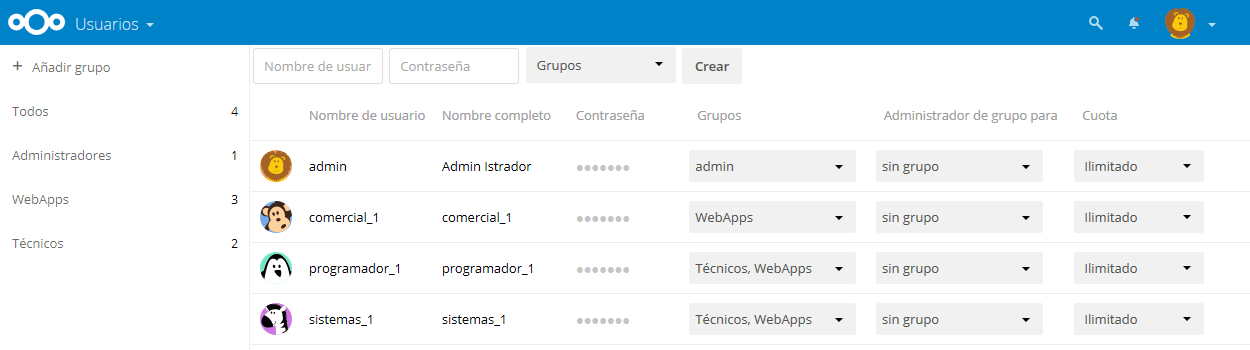 Usuarios
+ Añadir grupo
Todos 4
Administradores 1
WebApps 3
Técnicos 2
Nombre de usuar Contraseña Grupos Crear
Nombre de usuario Nombre completo Contraseña Grupos Administrador de grupo para Cuota
admin Admin Istrador ●●●●●●● admin sin grupo Ilimitado
comercial_1 comercial_1 ●●●●●●● WebApps sin grupo Ilimitado
programador_1 programador_1 ●●●●●●● Técnicos, WebApps sin grupo Ilimitado
sistemas_1 sistemas_1 ●●●●●●● Técnicos, WebApps sin grupo Ilimitado